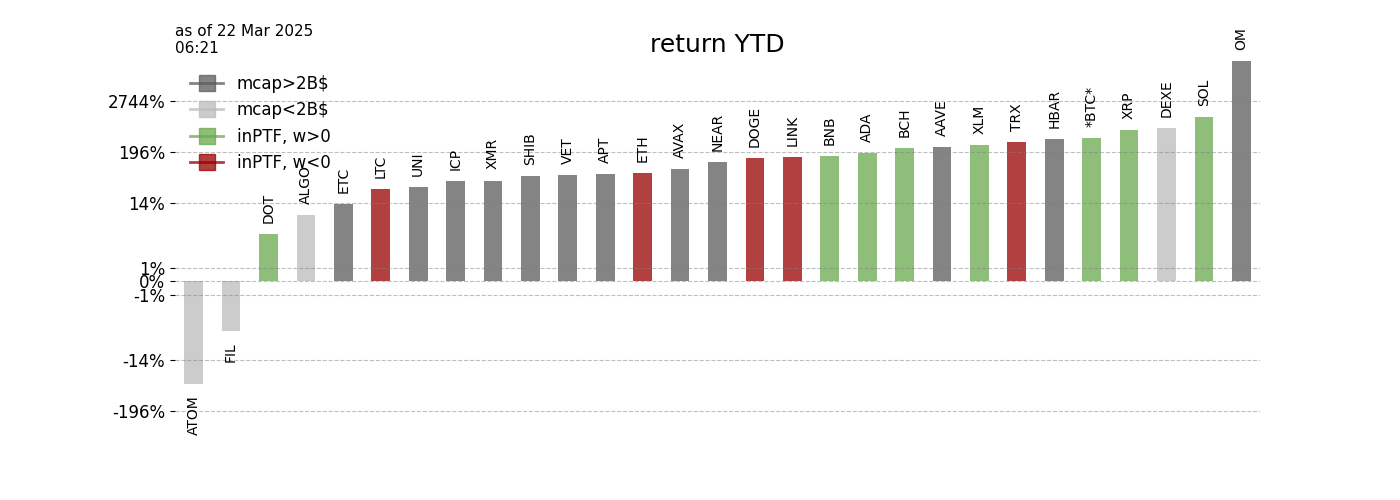 as of 22 Mar 2025
06:21
return YTD
mcap>2B$
mcap<2B$
inPTF, w>0
inPTF, w<0
2744%
196%
14%
1%
0%
-1%
-14%
-196%
ATOM
FIL
DOT
ALGO
ETC
LTC
UNI
ICP
XMR
SHIB
VET
APT
ETH
AVAX
NEAR
DOGE
LINK
BNB
ADA
BCH
AAVE
XLM
TRX
HBAR
*BTC*
XRP
DEXE
SOL
OM